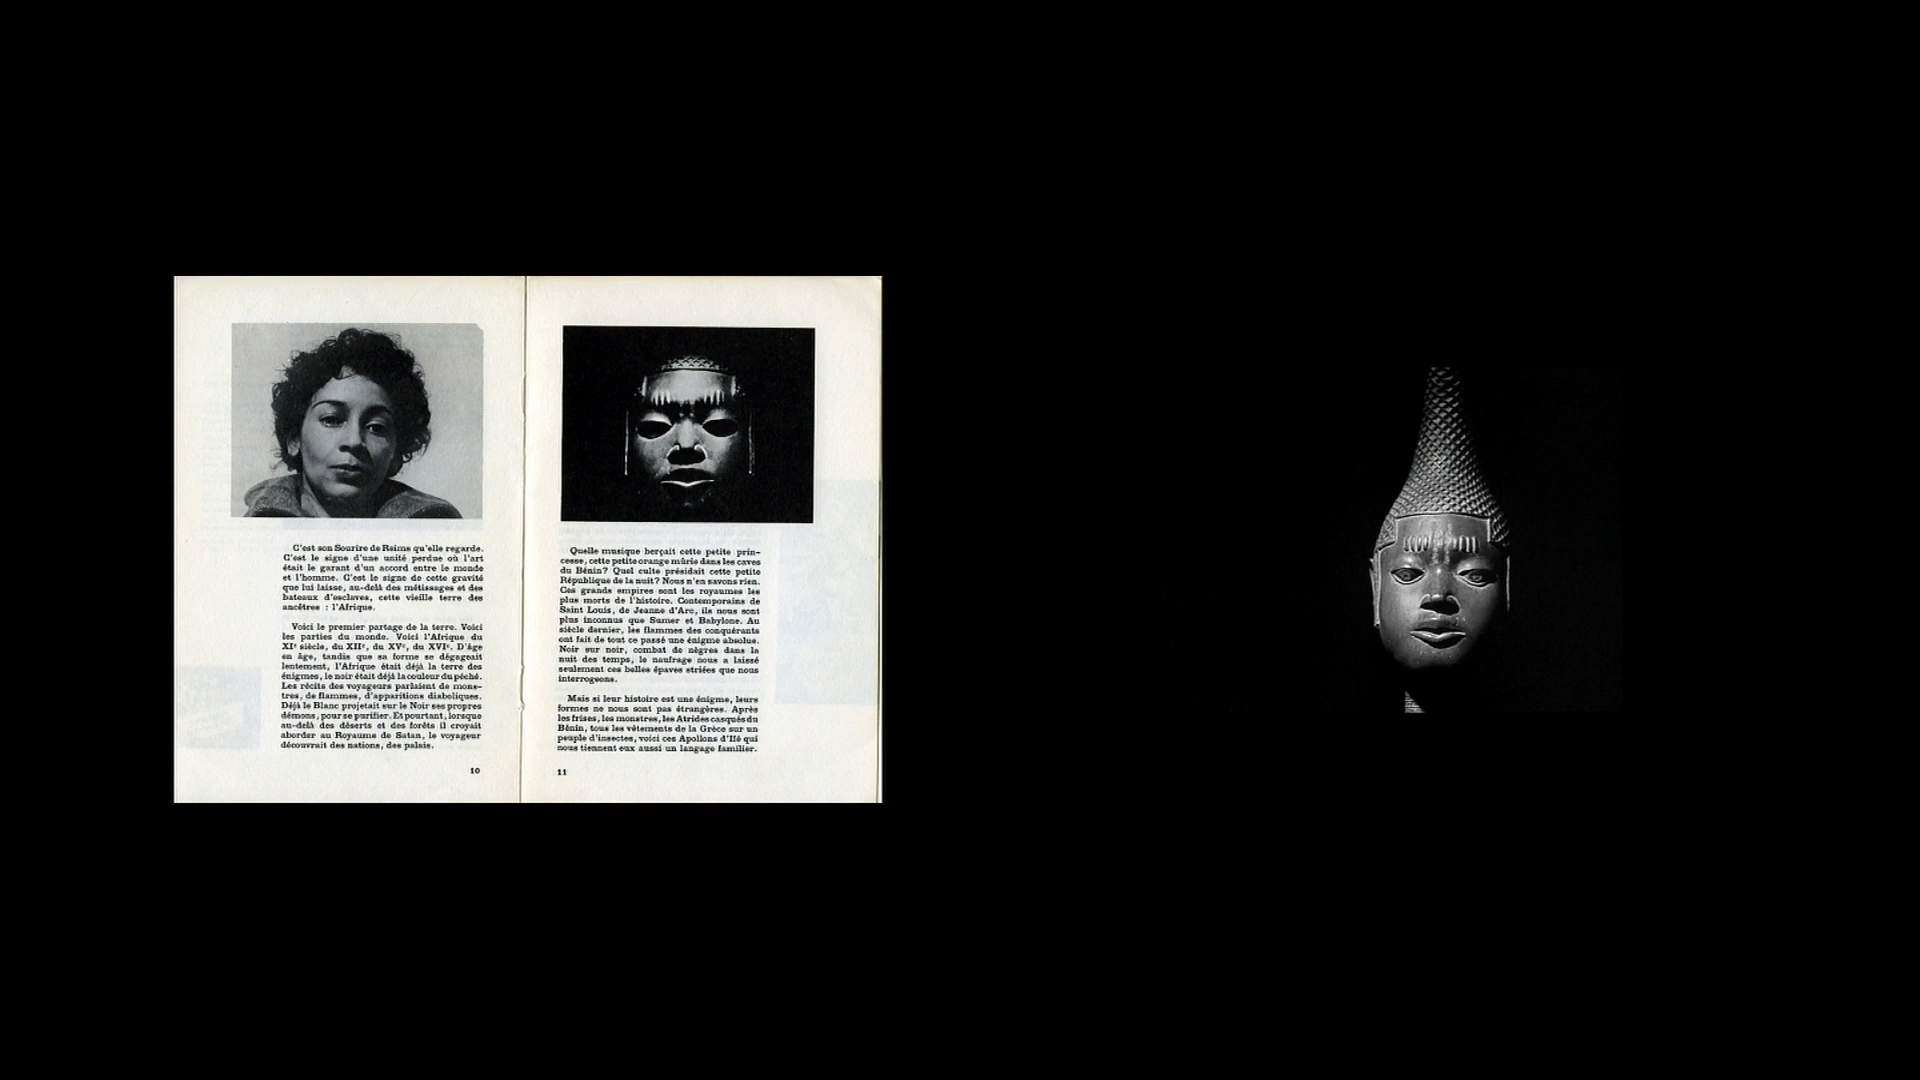 C'est son Sourire de Reims qu'elle regarde.
C'est le signe d'une unité perdue où l'art
était le garant d'un accord entre le monde
et l'homme. C'est le signe de cette gravité
que lui laisse, au-delà des métissages et des
bateaux d'esclaves, cette vieille terre des
ancêtres : l'Afrique.
Voici le premier partage de la terre. Voici
les parties du monde. Voici l'Afrique du
XIe siècle, du XIIe, du XVe, du XVIe. D'âge
en âge, tandis que sa forme se dégageait
lentement, l'Afrique était déjà la terre des
énigmes, le noir était déjà la couleur du péché.
Les récits des voyageurs parlaient de mons-
tres, de flammes, d'apparitions diaboliques.
Déjà le Blanc projetait sur le Noir ses propres
démons, pour se purifier. Et pourtant, lorsque
au-delà des déserts et des forêts il croyait
aborder au Royaume de Satan, le voyageur
découvrait des nations, des palais.
10
Quelle musique berçait cette petite prin-
cesse, cette petite orange mûrie dans les caves
du Bénin? Quel culte présidait cette petite
République de la nuit? Nous n'en savons rien.
Ces grands empires sont les royaumes les
plus morts de l'histoire. Contemporains de
Saint Louis, de Jeanne d'Arc, ils nous sont
plus inconnus que Sumer et Babylone. Au
siècle dernier, les flammes des conquérants
ont fait de tout ce passé une énigme absolue.
Noir sur noir, combat de nègres dans la
nuit des temps, le naufrage nous a laissé
seulement ces belles épaves striées que nous
interrogeons.
Mais si leur histoire est une énigme, leurs
formes ne nous sont pas étrangères. Après
les frises, les monstres, les Atrides casqués du
Bénin, tous les vêtements de la Grèce sur un
peuple d'insectes, voici ces Apollons d'Ifé qui
nous tiennent eux aussi un langage familier.
11